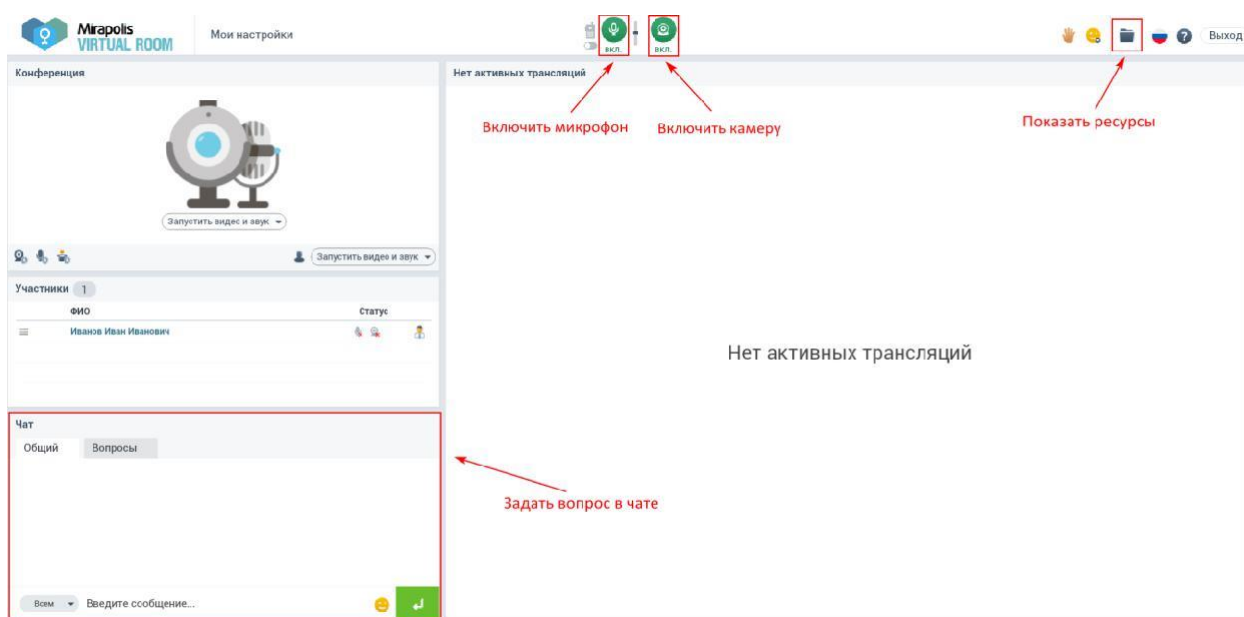 Mirapolis
VIRTUAL ROOM
Мои настройки
вкл.
вкл.
Выход
Конференция
Нет активных трансляций
Включить микрофон
Включить камеру
Показать ресурсы
Запустить видео и звук
Запустить видео и звук
Участники 1
ФИО Статус
Иванов Иван Иванович
Нет активных трансляций
Чат
Общий Вопросы
Задать вопрос в чате
Всем Введите сообщение...